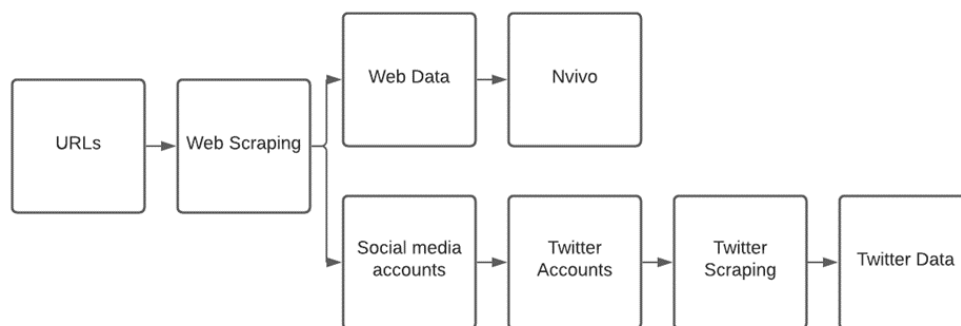 URLs
Web Scraping
Web Data
Nvivo
Social media
accounts
Twitter
Accounts
Twitter
Scraping
Twitter Data